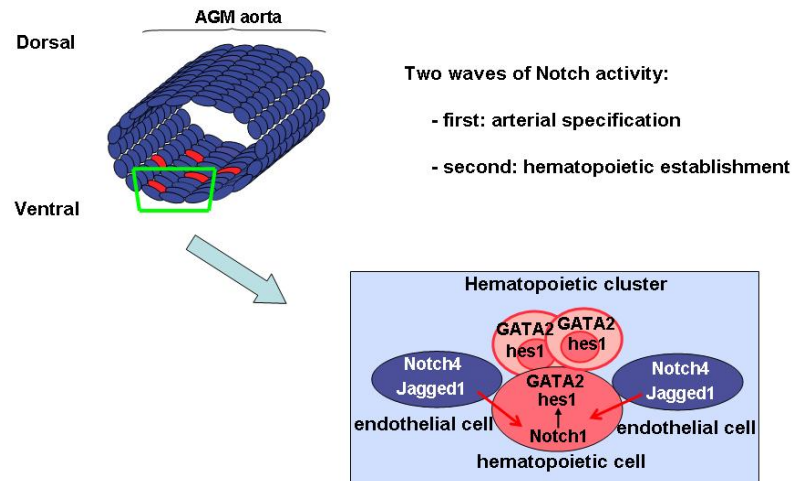 AGM aorta
Dorsal
Two waves of Notch activity:
- first: arterial specification
- second: hematopoietic establishment
Ventral
Hematopoietic cluster
GATA2
hes1
GATA2
hes1
Notch4
Jagged1
endothelial cell
GATA2
hes1
Notch1
hematopoietic cell
Notch4
Jagged1
endothelial cell